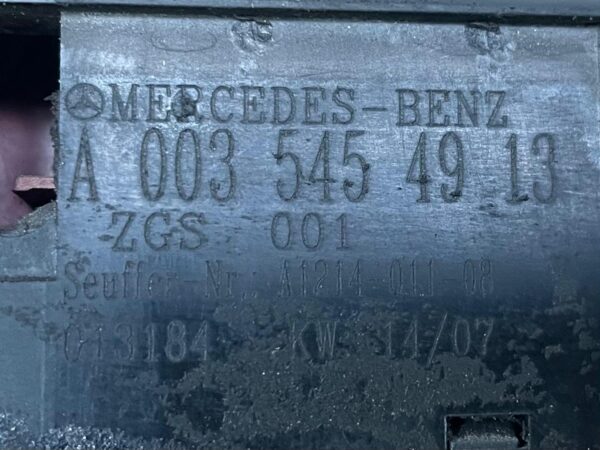 MERCEDES-BENZ
A 003 545 49 13
ZGS 001
Seuffer-Nr.: A1214-011-08
013184 KW 14/07